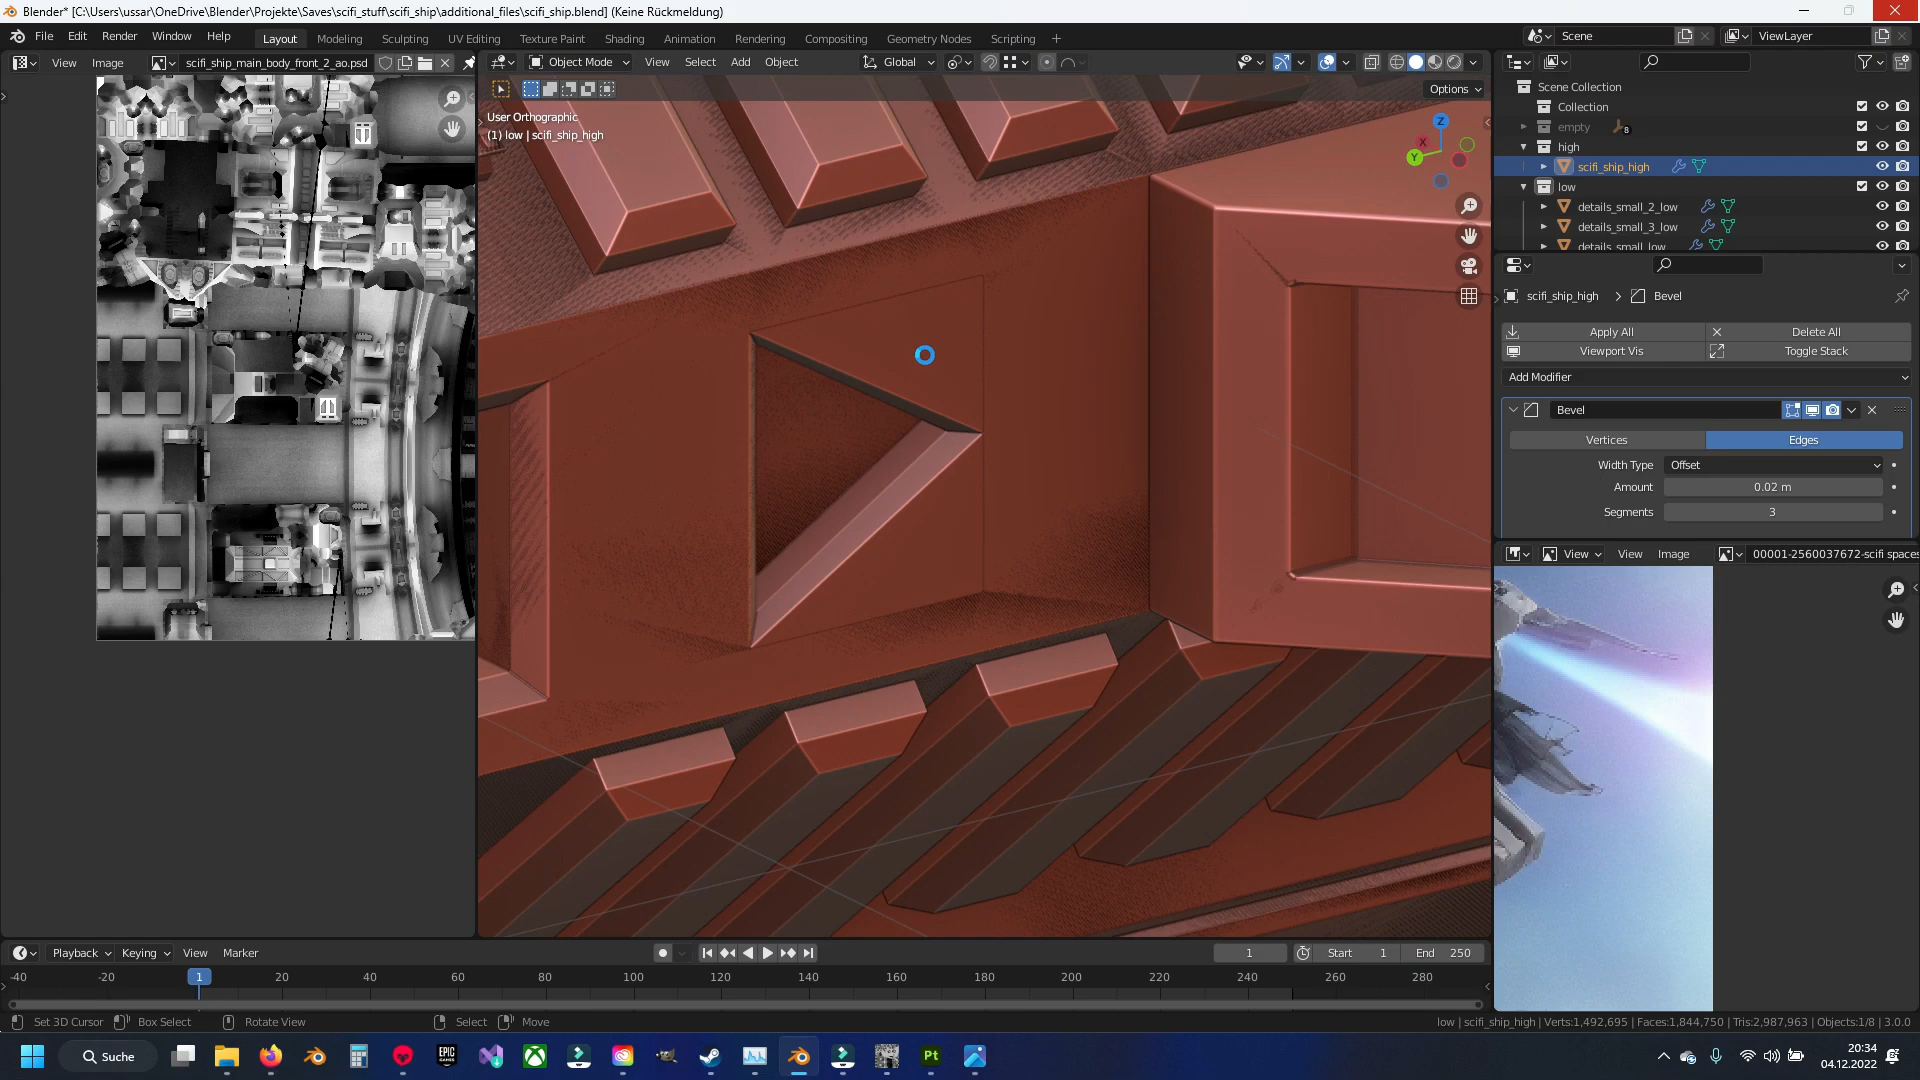 Blender* [C:\Users\ussar\OneDrive\Blender\Projekte\Saves\scifi_stuff\scifi_ship\additional_files\scifi_ship.blend] (Keine Rückmeldung)
File Edit Render Window Help Layout Modeling Sculpting UV Editing Texture Paint Shading Animation Rendering Compositing Geometry Nodes Scripting + Scene ViewLayer
View Image scifi_ship_main_body_front_2_ao.psd Object Mode View Select Add Object Global
Options
User Orthographic
(1) low | scifi_ship_high
Z
X
Y
Scene Collection
Collection
empty 8
high
scifi_ship_high
low
details_small_2_low
details_small_3_low
details_small_low
scifi_ship_high > Bevel
Apply All Delete All
Viewport Vis Toggle Stack
Add Modifier
Bevel
Vertices Edges
Width Type Offset
Amount 0.02 m
Segments 3
View View Image 00001-2560037672-scifi spaces
Playback Keying View Marker 1 Start 1 End 250
-40 -20 1 20 40 60 80 100 120 140 160 180 200 220 240 260 280
Set 3D Cursor Box Select Rotate View Select Move low | scifi_ship_high | Verts:1,492,695 | Faces:1,844,750 | Tris:2,987,963 | Objects:1/8 | 3.0.0
Suche EPIC GAMES Pt 20:34
04.12.2022